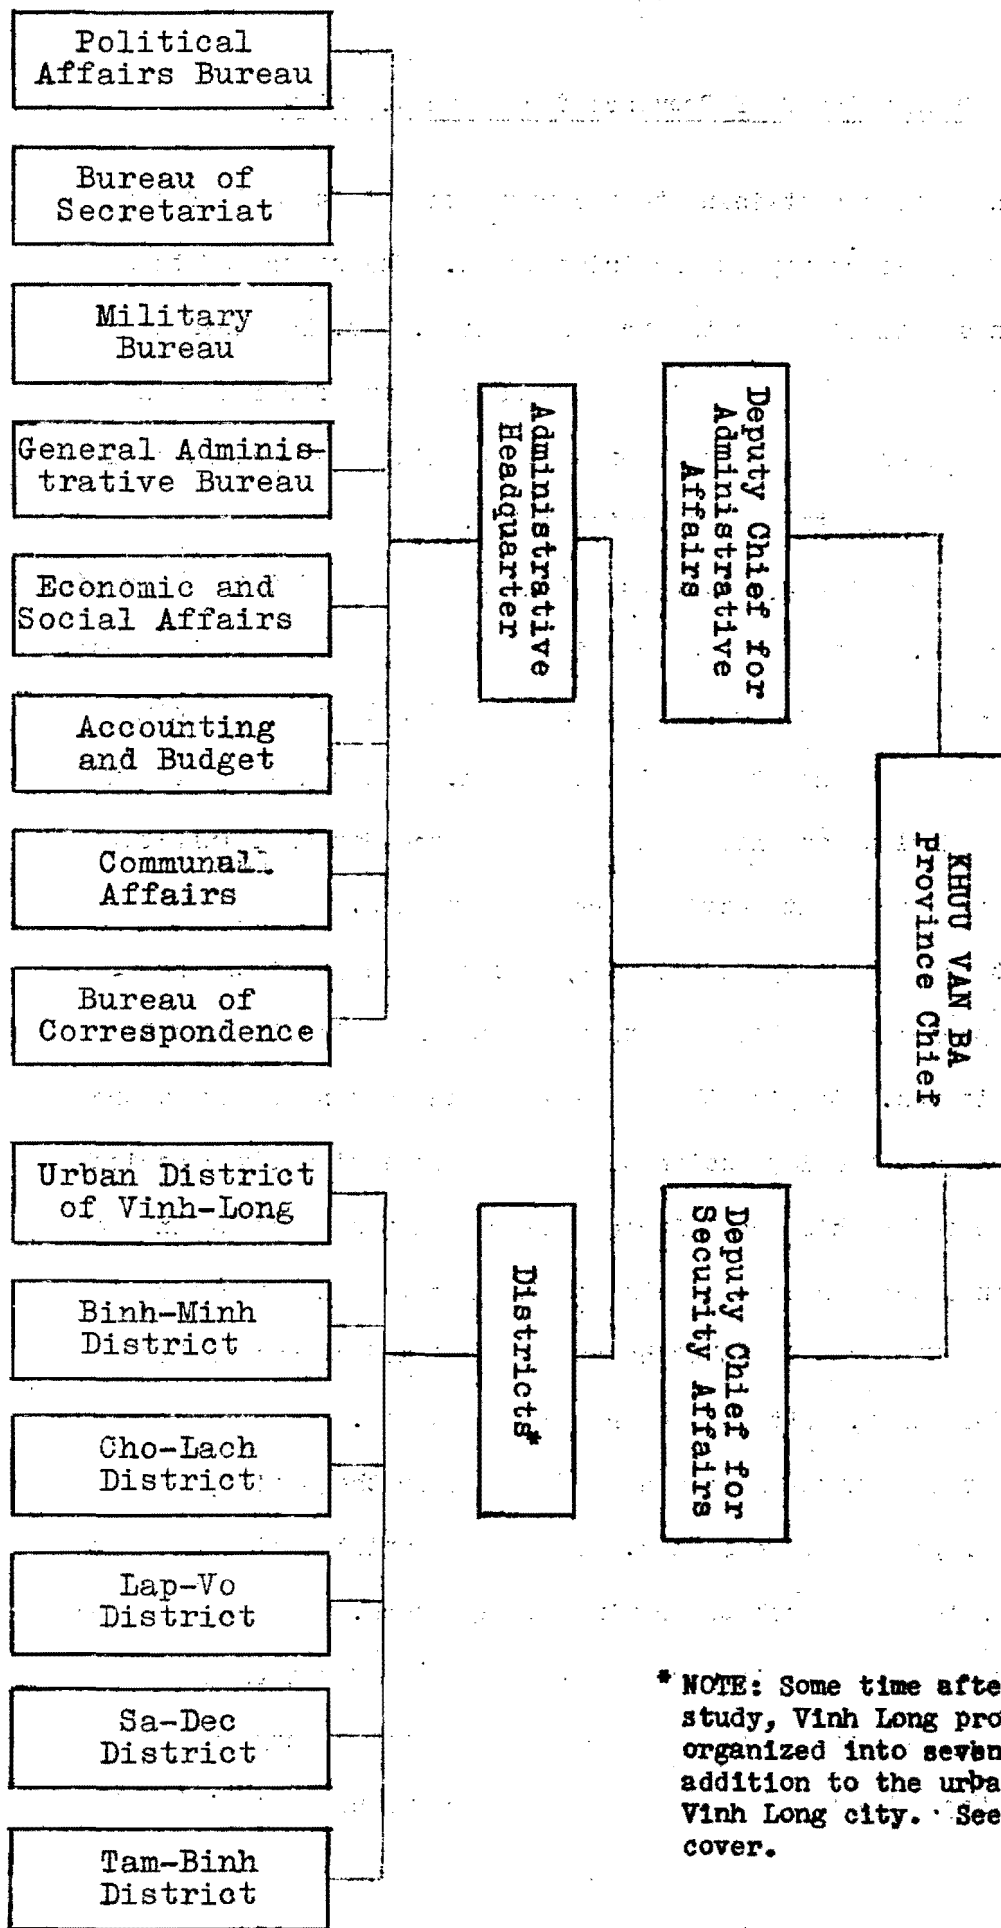 Political
Affairs Bureau
Bureau of
Secretariat
Military
Bureau
General Adminis-
trative Bureau
Economic and
Social Affairs
Accounting
and Budget
Communal
Affairs
Bureau of
Correspondence
Urban District
of Vinh-Long
Binh-Minh
District
Cho-Lach
District
Lap-Vo
District
Sa-Dec
District
Tam-Binh
District
Administrative
Headquarter
Districts*
Deputy Chief for
Administrative
Affairs
Deputy Chief for
Security Affairs
KHUU VAN BA
Province Chief
* NOTE: Some time afte
study, Vinh Long pro
organized into seven
addition to the urba
Vinh Long city. See
cover.